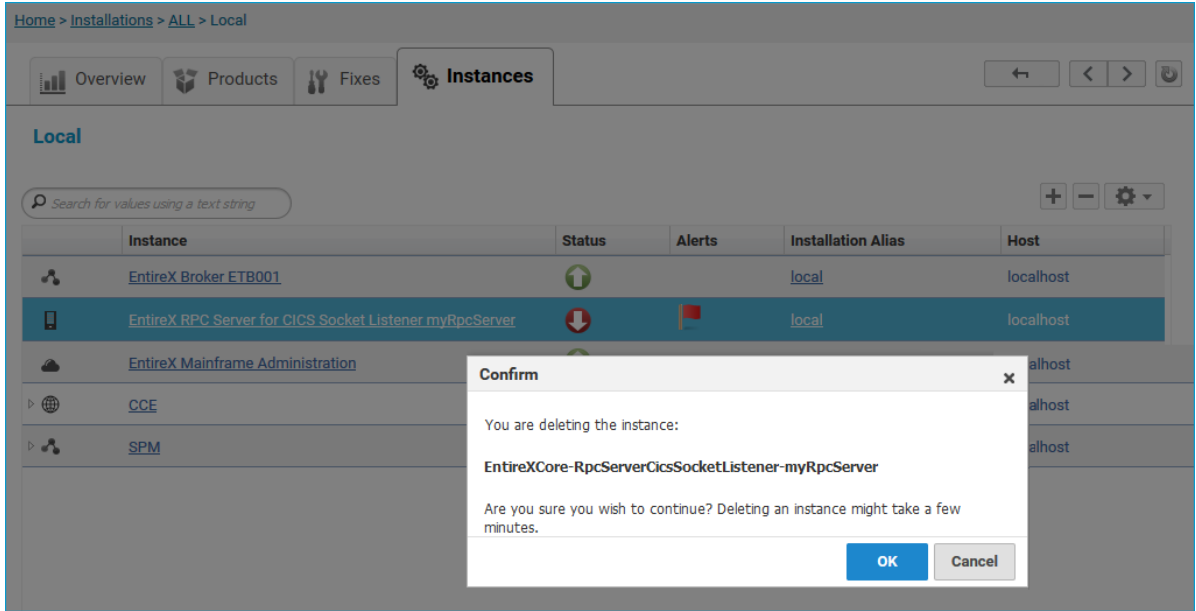 Home > Installations > ALL > Local
Overview
Products
Fixes
Instances
Local
Search for values using a text string
Instance Status Alerts Installation Alias Host
EntireX Broker ETB001 local localhost
EntireX RPC Server for CICS Socket Listener myRpcServer local localhost
EntireX Mainframe Administration alhost
CCE alhost
SPM alhost
Confirm
You are deleting the instance:
EntireXCore-RpcServerCicsSocketListener-myRpcServer
Are you sure you wish to continue? Deleting an instance might take a few
minutes.
OK Cancel